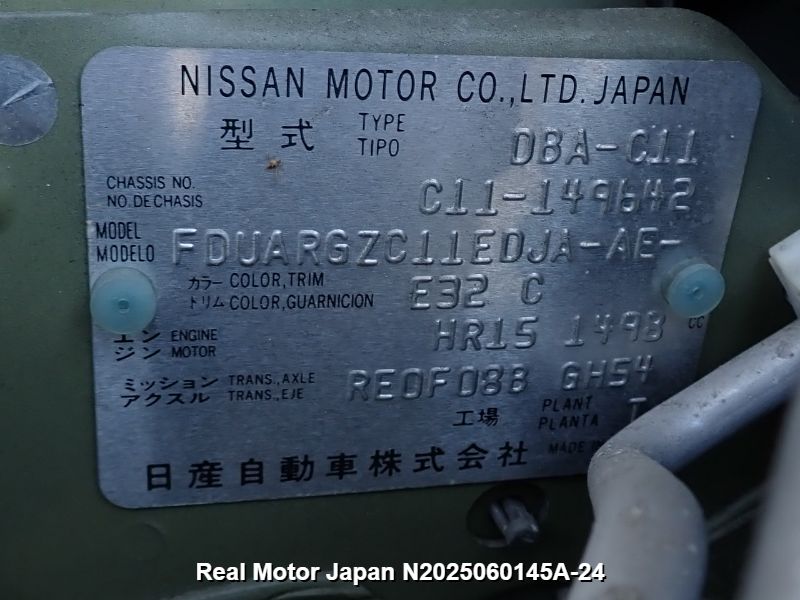 NISSAN MOTOR CO.,LTD. JAPAN
型式 TYPE TIPO DBA-C11
CHASSIS NO. NO. DE CHASIS C11-149642
MODEL MODELO FDUARGZC11EDJA-AE-
カラー COLOR,TRIM
トリム COLOR,GUARNICION E32 C
エン ENGINE
ジン MOTOR HR15 1498 CC
ミッション TRANS.,AXLE
アクスル TRANS.,EJE RE0F08B GH54
工場 PLANT PLANTA T
日産自動車株式会社 MADE IN
Real Motor Japan N2025060145A-24